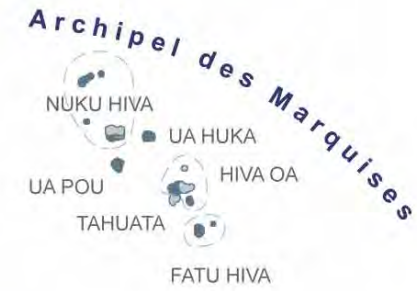 Archipel des Marquises
NUKU HIVA
UA HUKA
UA POU
HIVA OA
TAHUATA
FATU HIVA